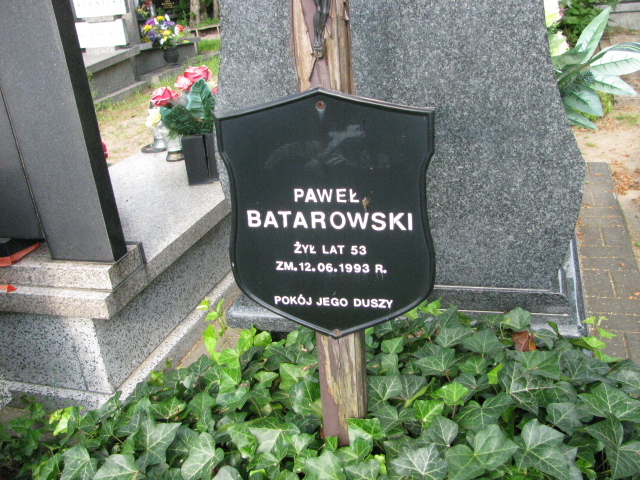 PAWEŁ
BATAROWSKI
ŻYŁ LAT 53
ZM. 12.06.1993 R.
POKÓJ JEGO DUSZY